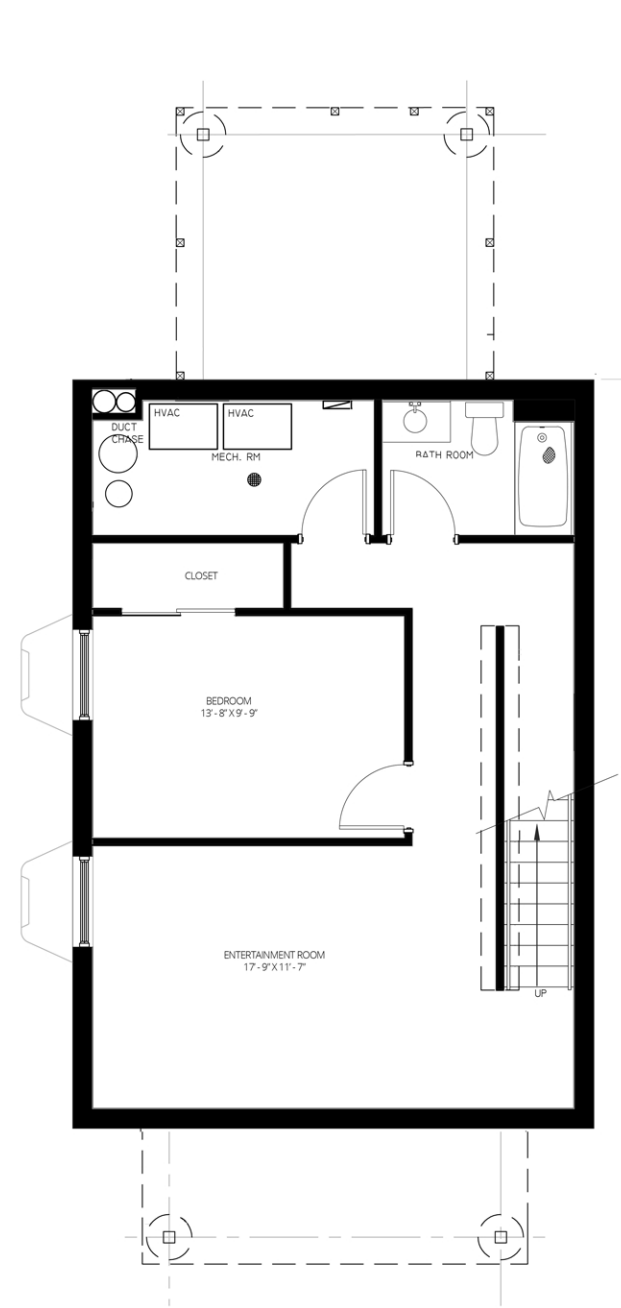 HVAC
HVAC
DUCT
CHASE
MECH. RM
BATH ROOM
CLOSET
BEDROOM
13' - 8" X 9' - 9"
ENTERTAINMENT ROOM
17' - 9" X 11' - 7"
UP